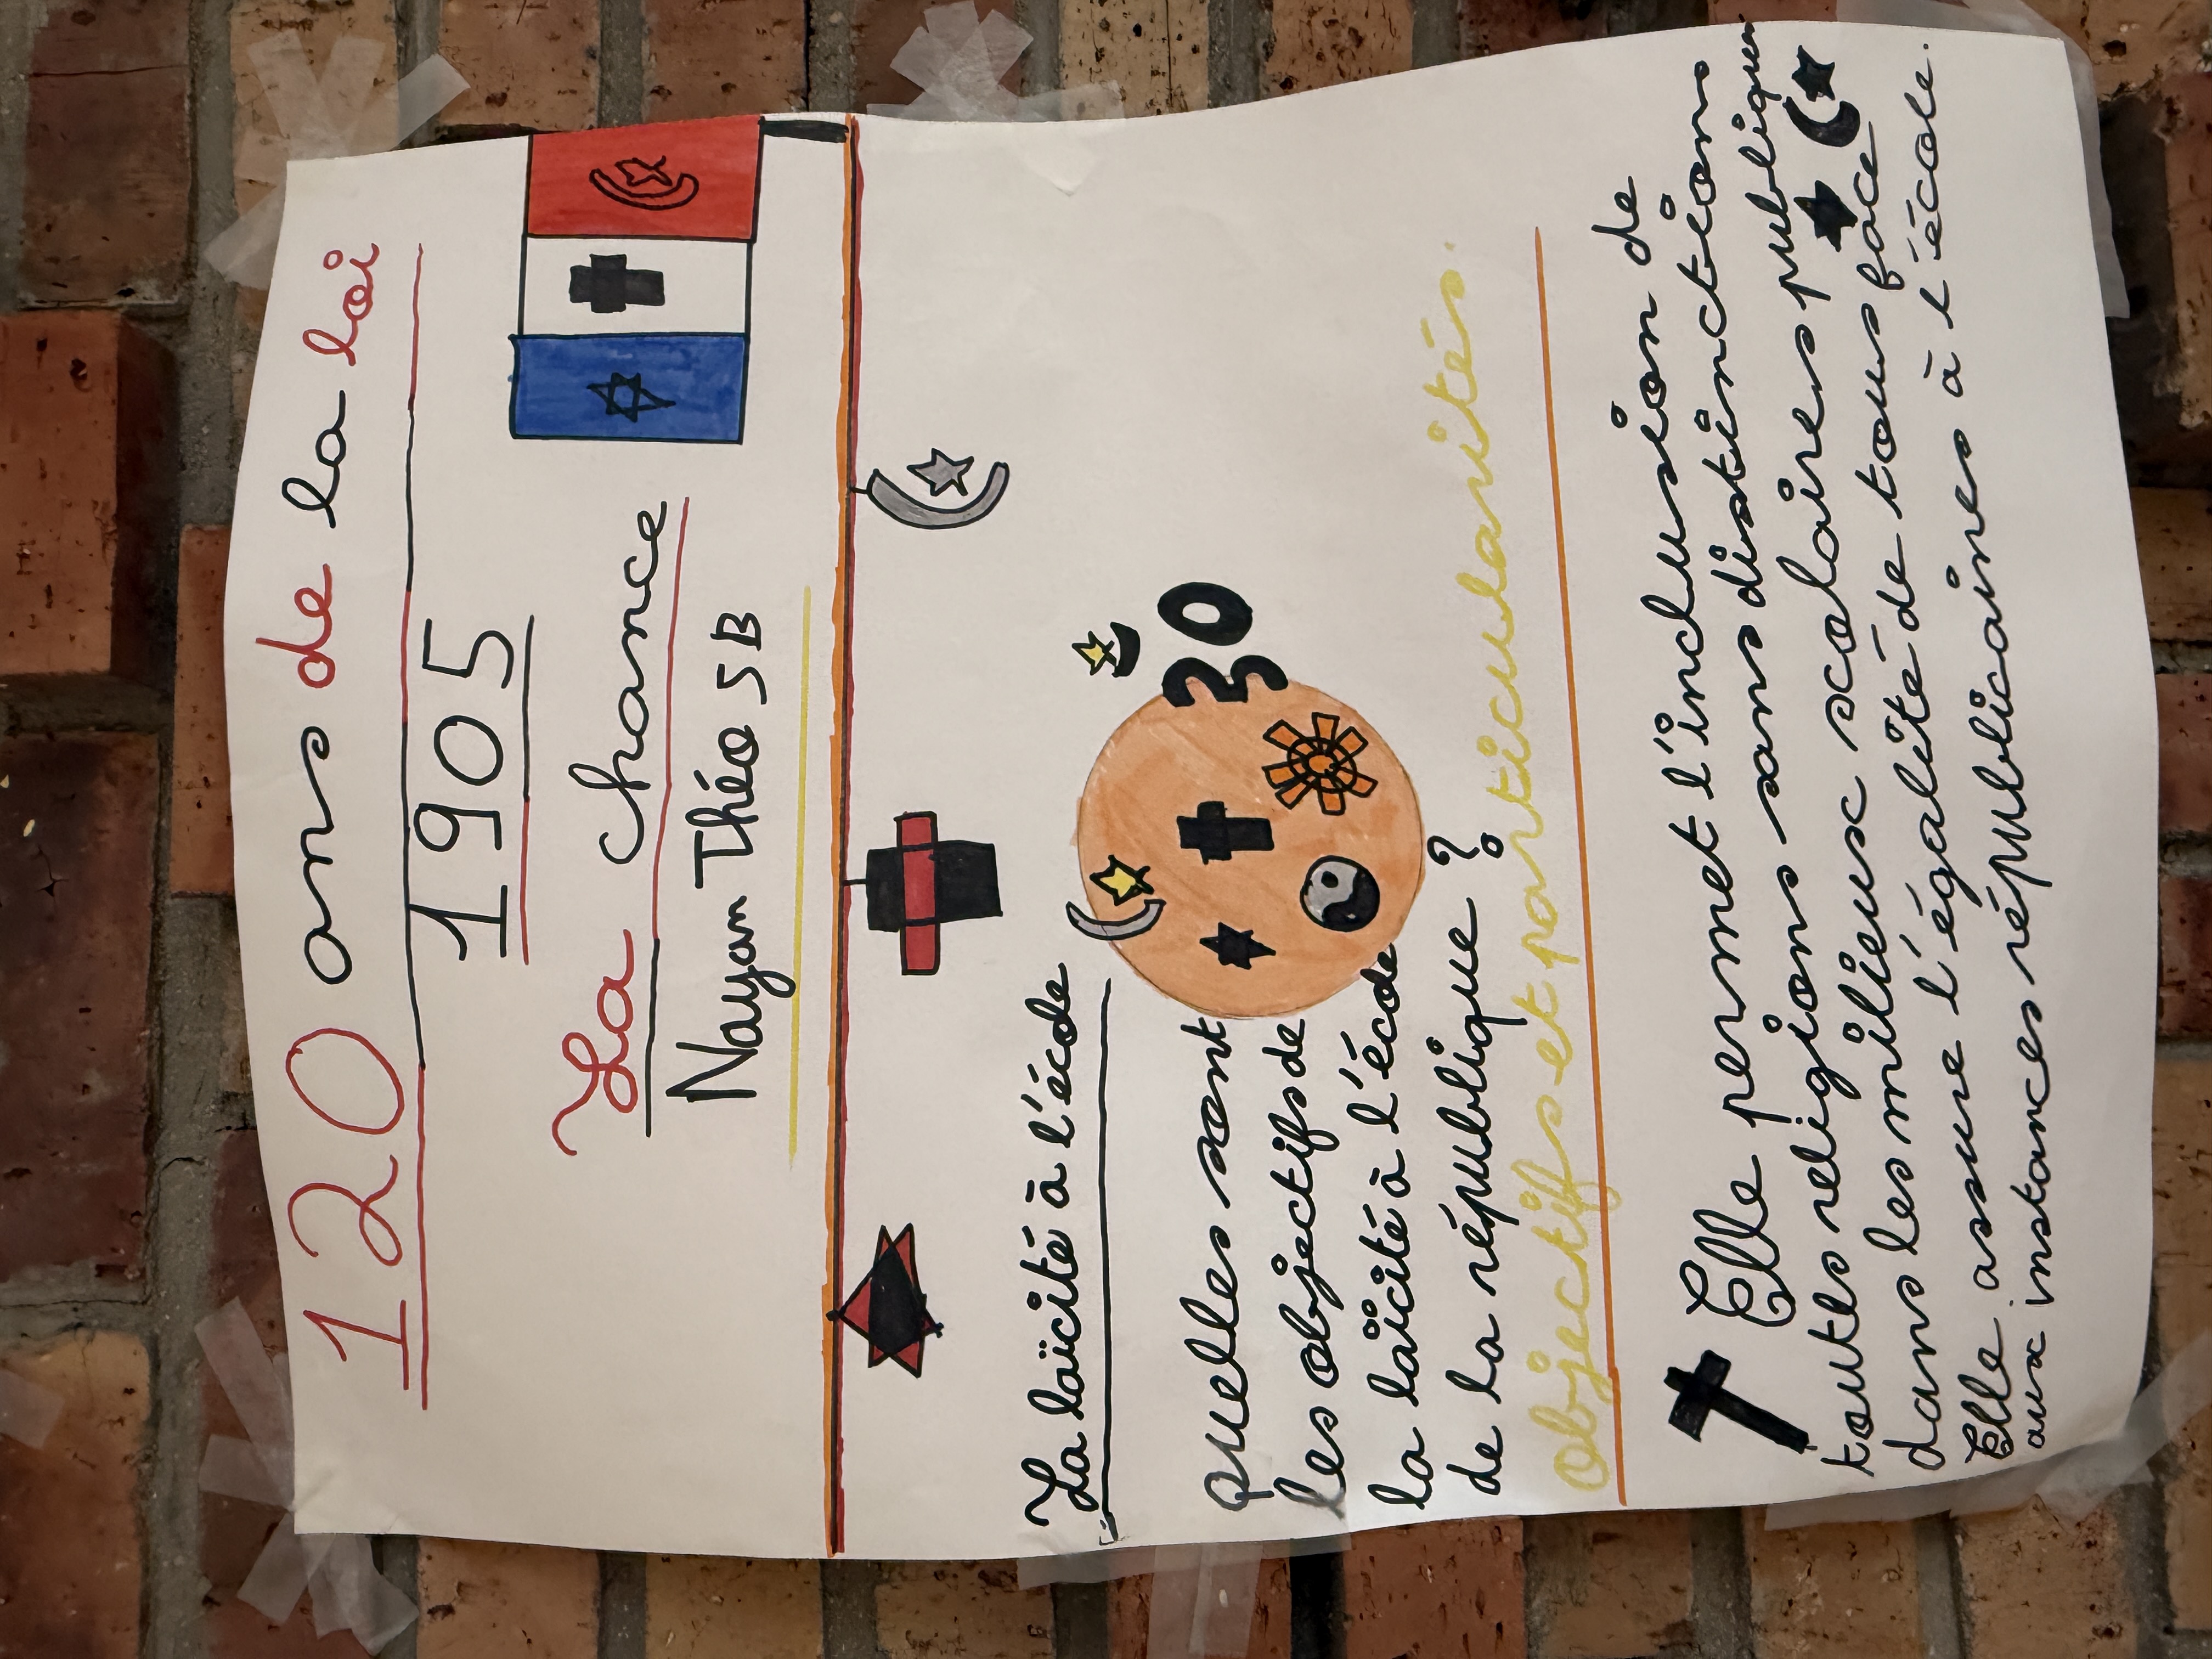 120 ans de la loi
1905
La chance
Nayan Théo 5B
La laïcité à l'école
quelles sont
les objectifs de
la laïcité à l'école
de la république ?
Objectifs et particularités.
Elle permet l'inclusion de
toutes religions sans distinctions
dans les milieux scolaires publiques
Elle assure l'égalité de tous face
aux instances républicaines à l'école.